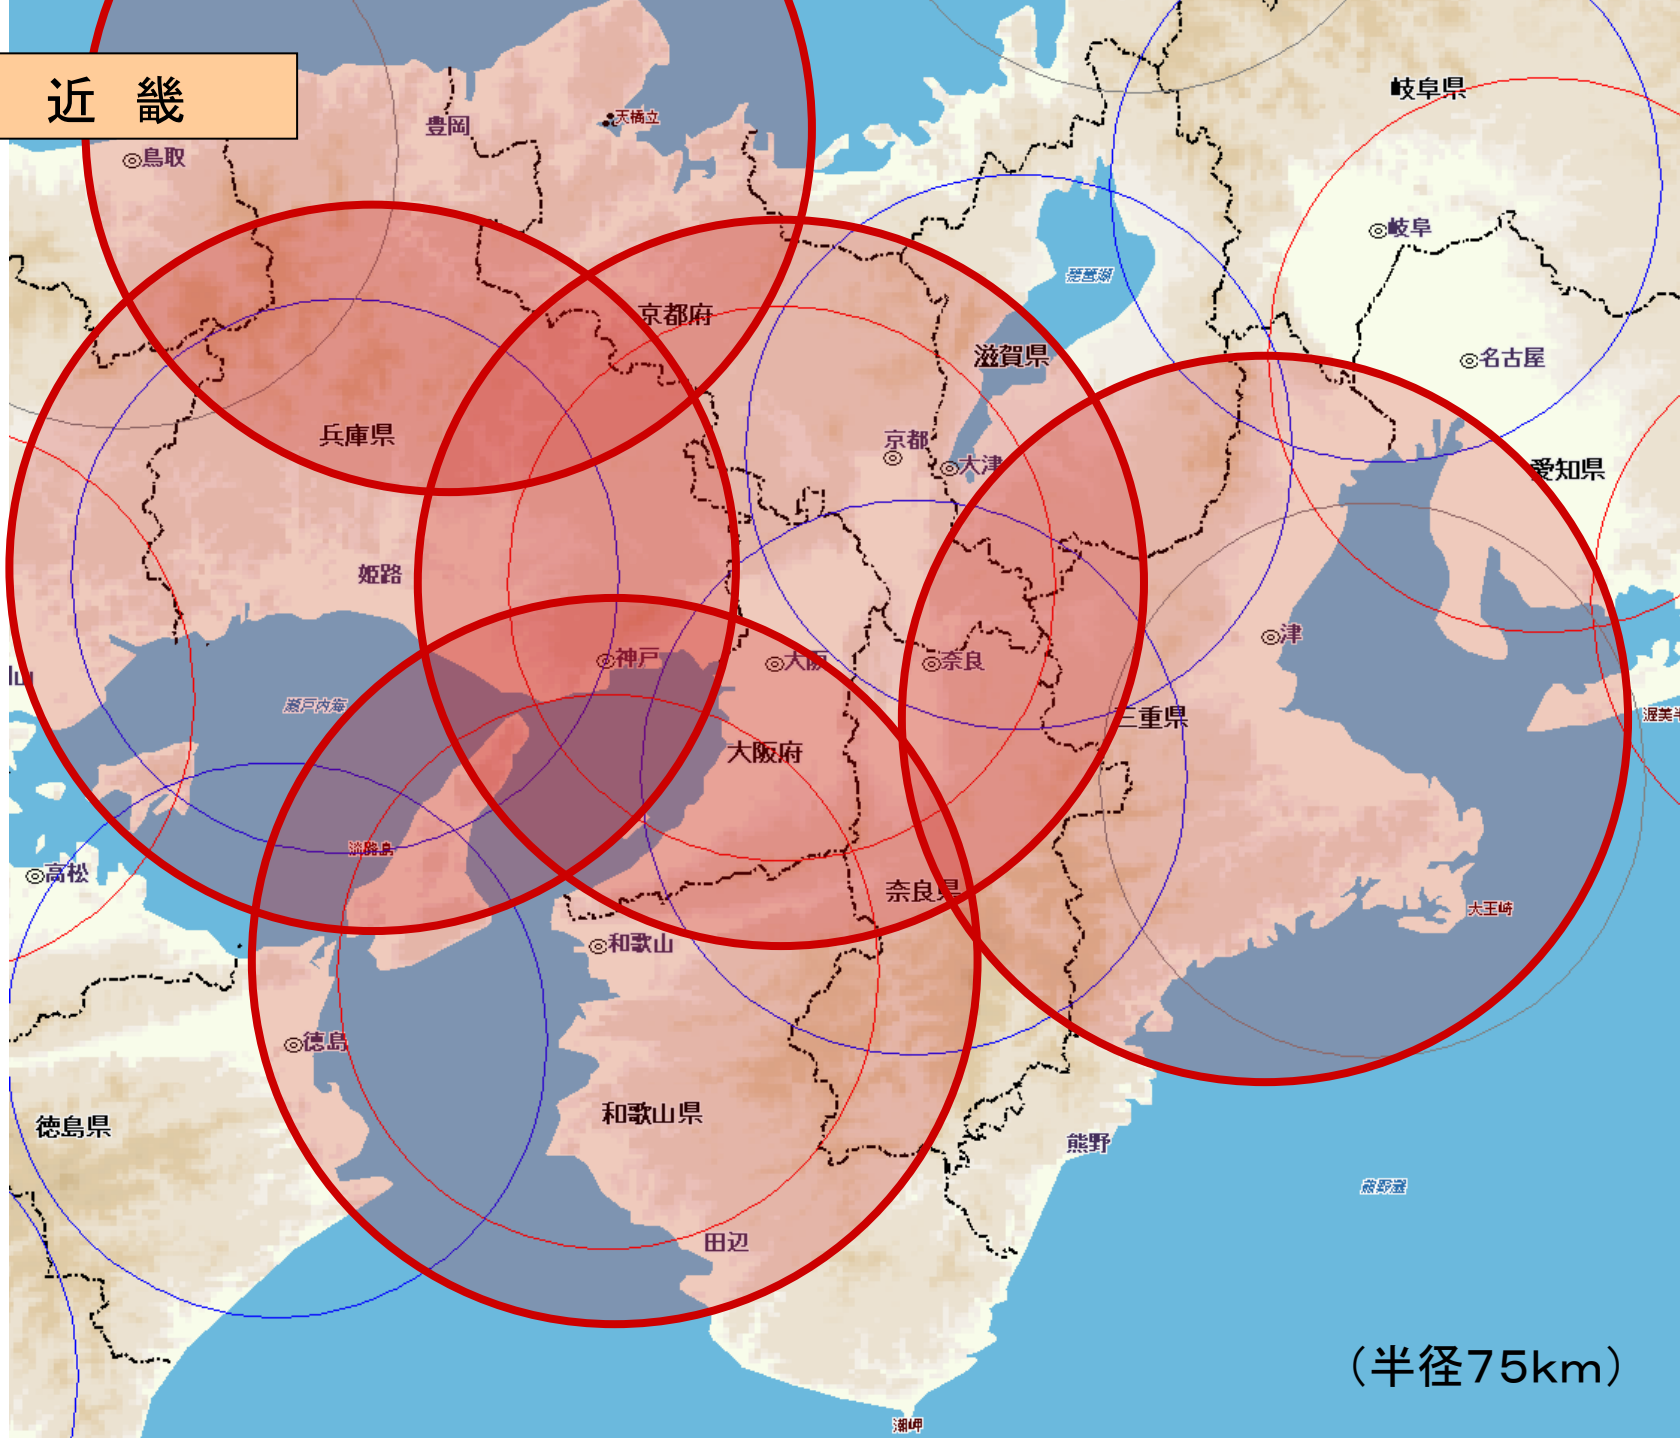 近 畿
岐阜県
天橋立
豊岡
鳥取
岐阜
琵琶湖
京都府
滋賀県
名古屋
兵庫県
京都
大津
愛知県
姫路
津
神戸
大阪
奈良
山
瀬戸内海
三重県
渥美半
大阪府
淡路島
高松
奈良県
大王崎
和歌山
徳島
和歌山県
徳島県
熊野
熊野灘
田辺
(半径75km)
潮岬